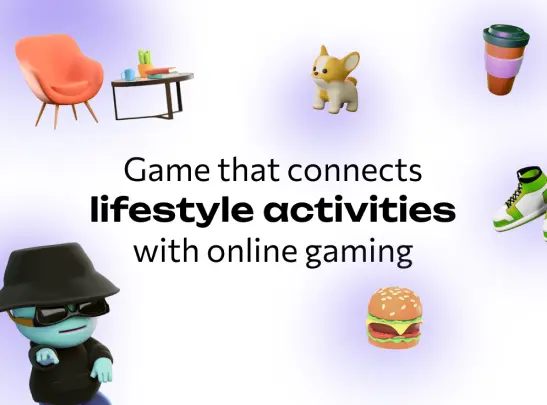 Game that connects
lifestyle activities
with online gaming